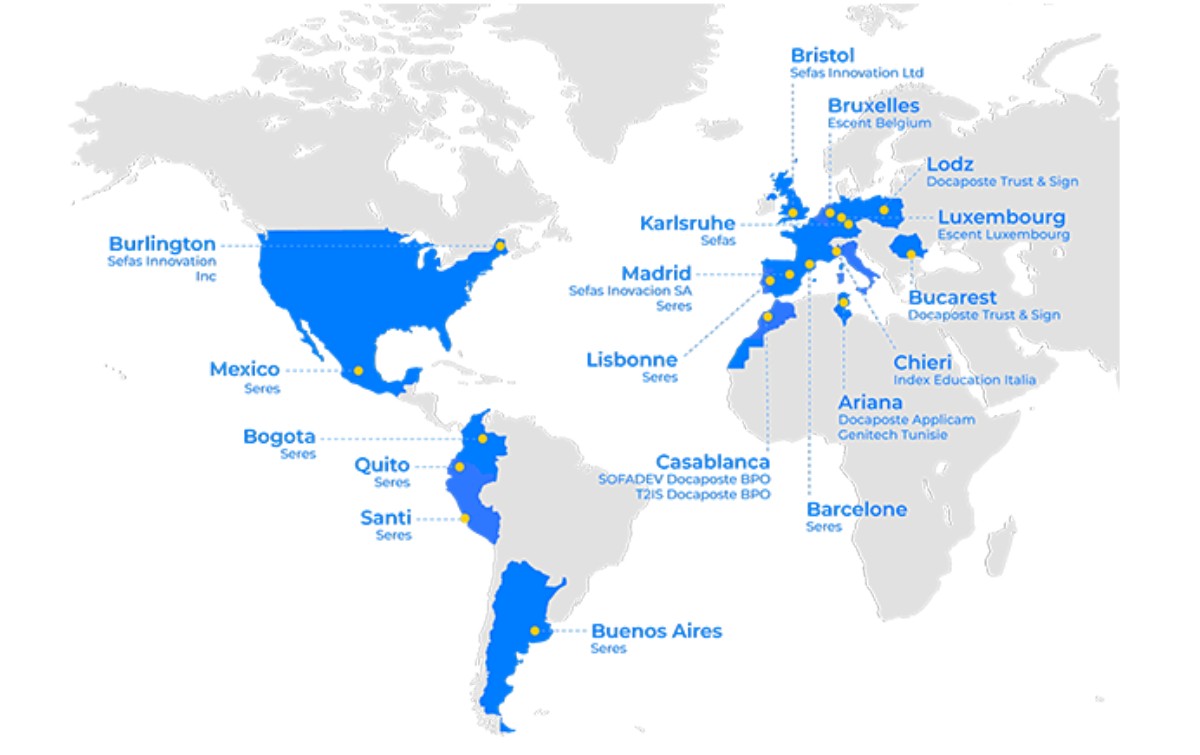 Bristol
Sefas Innovation Ltd
Bruxelles
Escent Belgium
Lodz
Docaposte Trust & Sign
Karlsruhe
Sefas
Luxembourg
Escent Luxembourg
Burlington
Sefas Innovation
Inc
Madrid
Sefas Inovacion SA
Seres
Bucarest
Docaposte Trust & Sign
Lisbonne
Seres
Chieri
Index Education Italia
Mexico
Seres
Ariana
Docaposte Applicam
Genitech Tunisie
Bogota
Seres
Quito
Seres
Casablanca
SOFADEV Docaposte BPO
T2IS Docaposte BPO
Santi
Seres
Barcelone
Seres
Buenos Aires
Seres